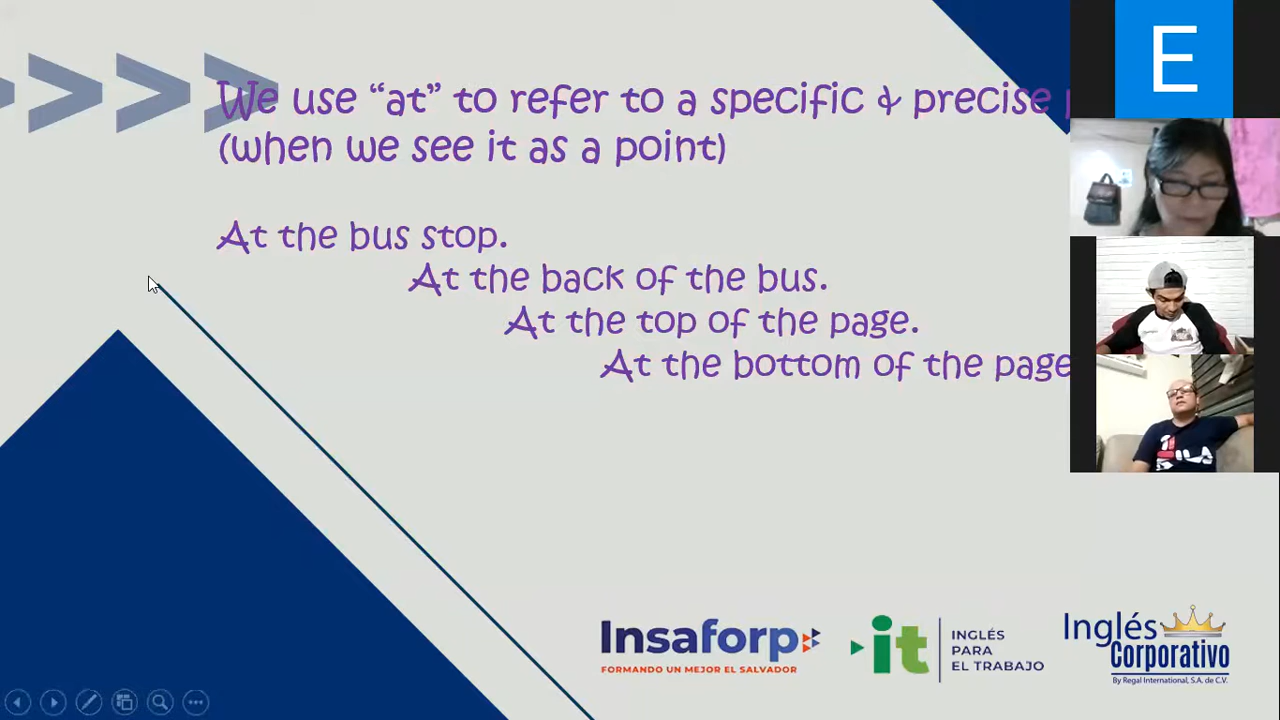 We use “at” to refer to a specific & precise
(when we see it as a point)
At the bus stop.
At the back of the bus.
At the top of the page.
At the bottom of the page
E
FILA
Insaforp
FORMANDO UN MEJOR EL SALVADOR
it
INGLÉS
PARA
EL TRABAJO
Inglés
Corporativo
By Regal International, S.A. de C.V.